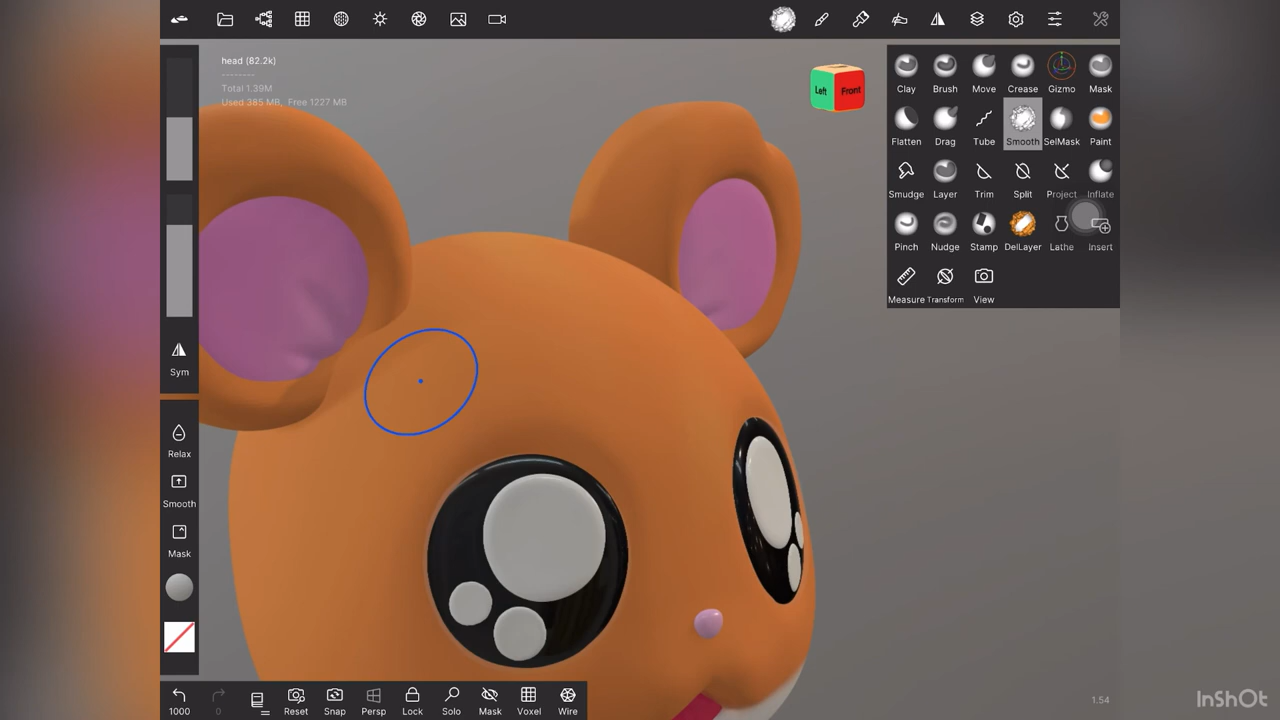 head (82.2k)
--------
Total 1.39M
Used 385 MB, Free 1227 MB
Left
Front
Clay Brush Move Crease Gizmo Mask
Flatten Drag Tube Smooth SelMask Paint
Smudge Layer Trim Split Project Inflate
Pinch Nudge Stamp DelLayer Lathe Insert
Measure Transform View
Sym
Relax
Smooth
Mask
1000 0 Reset Snap Persp Lock Solo Mask Voxel Wire
1.54
InShOt